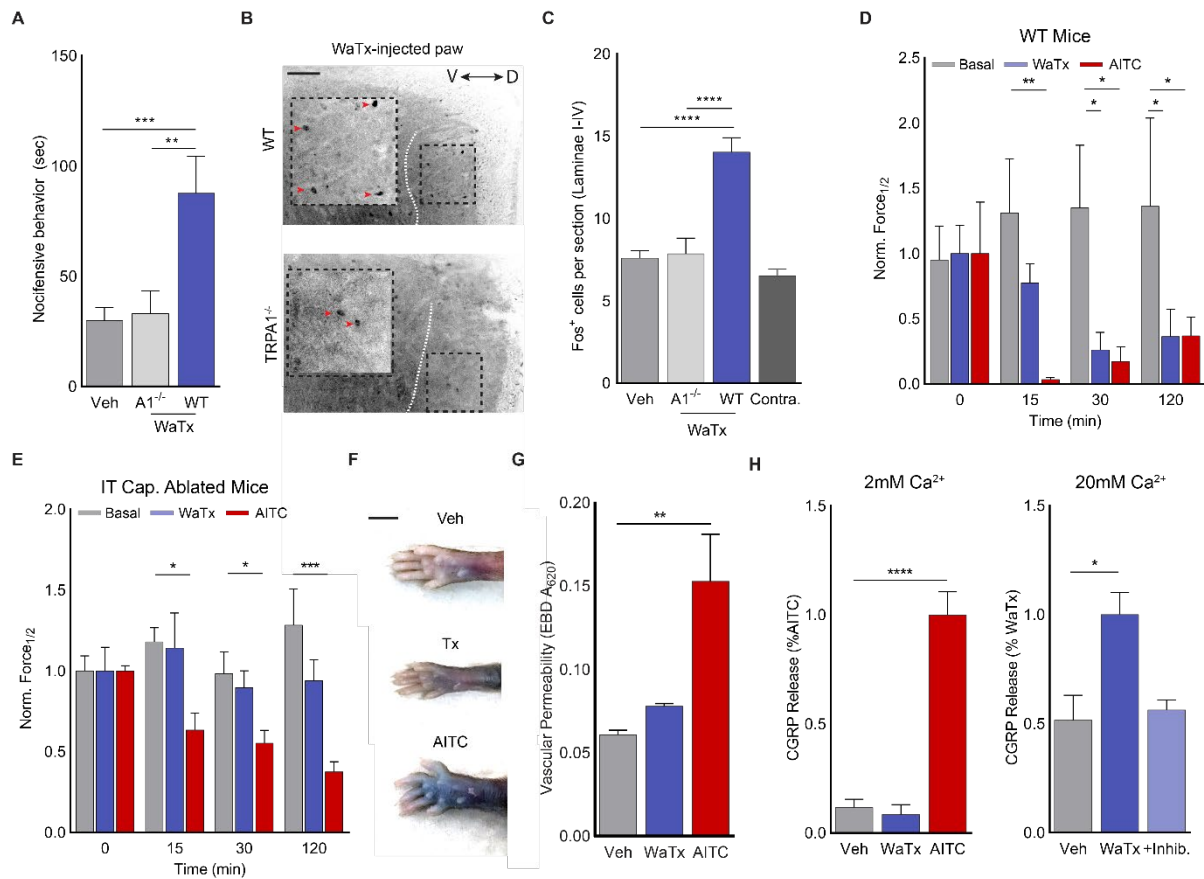 A
Nocifensive behavior (sec)
150
100
50
0
***
**
Veh A1-/- WT
WaTx
B
WaTx-injected paw
V D
WT
TRPA1-/-
C
Fos+ cells per section (Laminae I-IV)
20
15
10
5
0
****
****
Veh A1-/- WT Contra.
WaTx
D
WT Mice
Basal WaTx AITC
Norm. Force1/2
2.5
2.0
1.5
1.0
0.5
0.0
** * * * *
0 15 30 120
Time (min)
E
IT Cap. Ablated Mice
Basal WaTx AITC
Norm. Force1/2
2.0
1.5
1.0
0.5
0.0
* * ***
0 15 30 120
Time (min)
F
Veh
Tx
AITC
G
Vascular Permeability (EBD A620)
0.20
0.15
0.10
0.05
0.00
**
Veh WaTx AITC
H
2mM Ca2+
CGRP Release (%AITC)
1.5
1.0
0.5
0.0
****
Veh WaTx AITC
20mM Ca2+
CGRP Release (% WaTx)
1.5
1.0
0.5
0.0
*
Veh WaTx +Inhib.